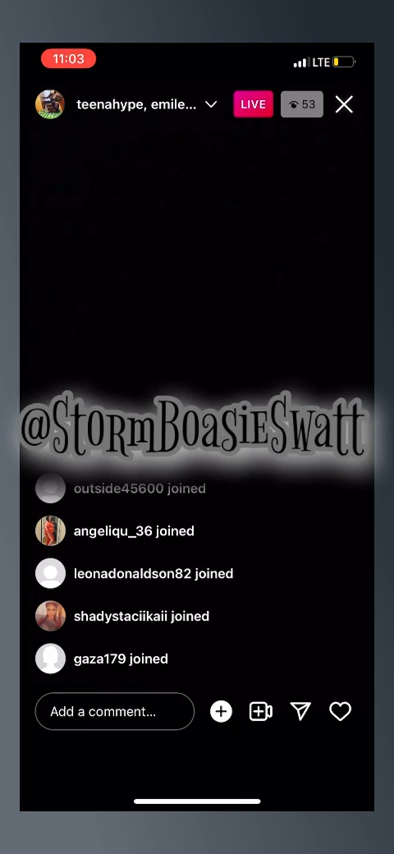 11:03
LTE
teenahype, emile...
LIVE
53
@StormBoasieSwatt
outside45600 joined
angeliqu_36 joined
leonadonaldson82 joined
shadystaciikaii joined
gaza179 joined
Add a comment...